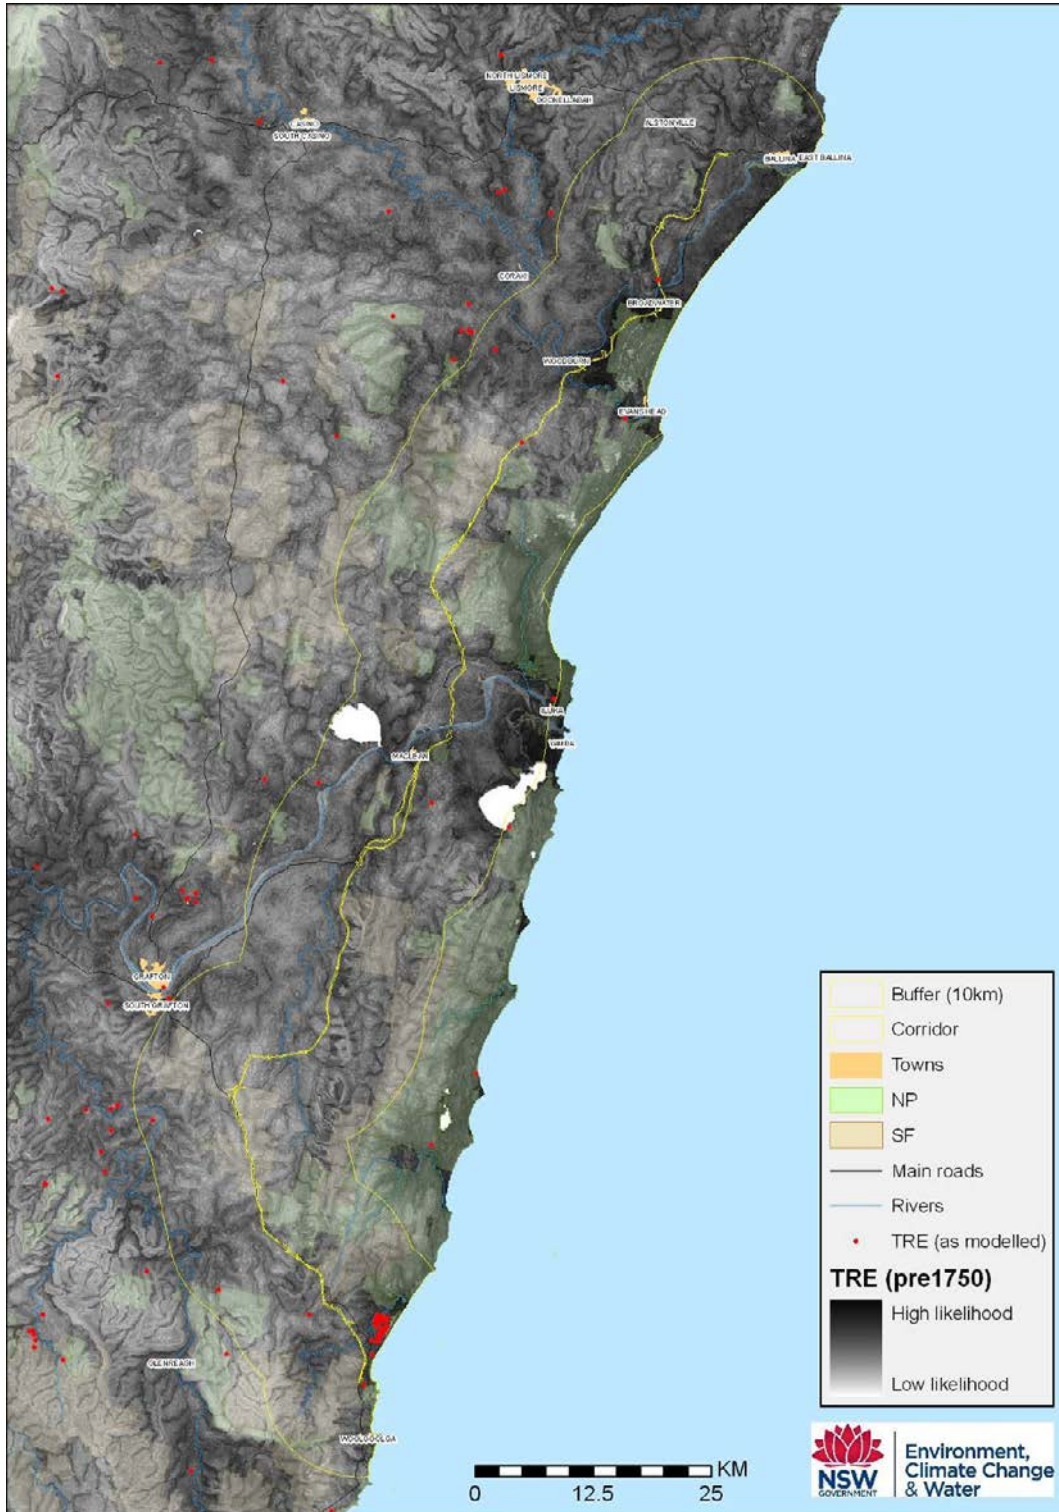 NORTH LISMORE
LISMORE
GOONELLABAH
CASINO
SOUTH CASINO
ALSTONVILLE
BALLINA
EAST BALLINA
CORAKI
BROADWATER
WOODBURN
EVANS HEAD
ILUKA
YAMBA
MACLEAN
GRAFTON
SOUTH GRAFTON
GLENREAGH
WOOLGOOLGA
Buffer (10km)
Corridor
Towns
NP
SF
Main roads
Rivers
TRE (as modelled)
TRE (pre1750)
High likelihood
Low likelihood
KM
0 12.5 25
NSW
GOVERNMENT
Environment,
Climate Change
& Water